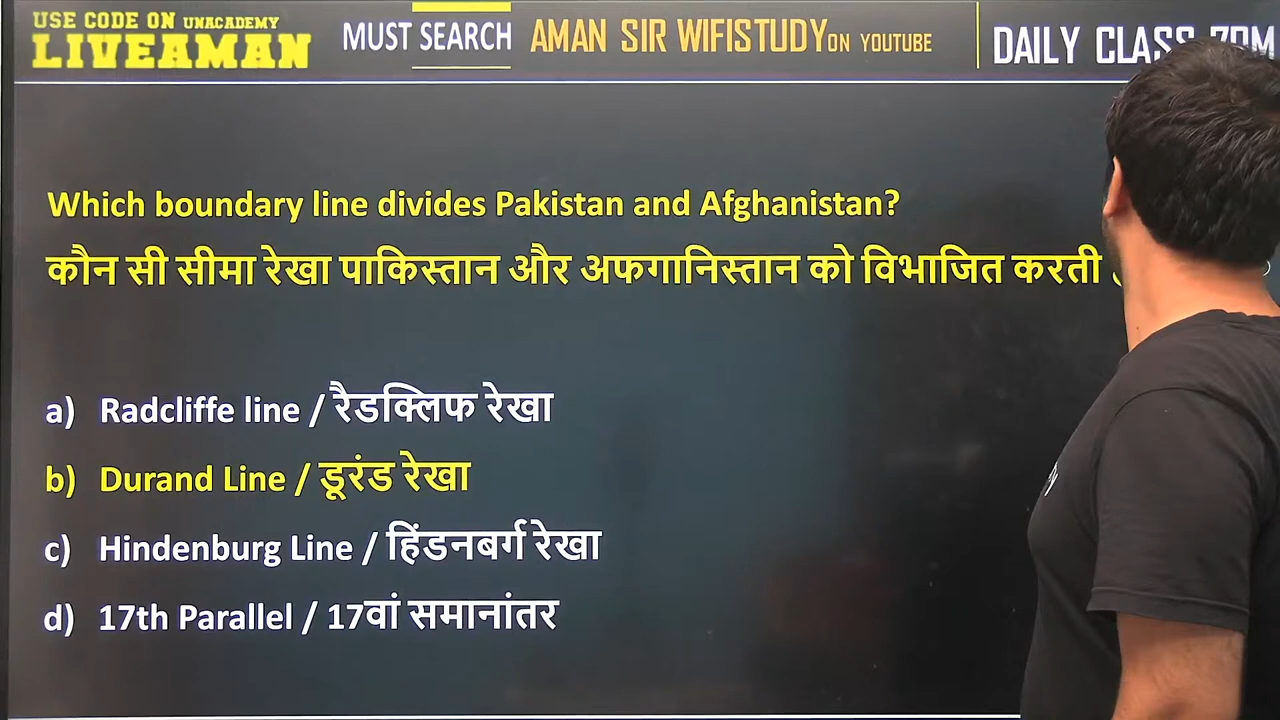 USE CODE ON UNACADEMY
LIVEAMAN
MUST SEARCH AMAN SIR WIFISTUDY ON YOUTUBE
DAILY CLASS
Which boundary line divides Pakistan and Afghanistan?
कौन सी सीमा रेखा पाकिस्तान और अफगानिस्तान को विभाजित करती
a) Radcliffe line / रैडक्लिफ रेखा
b) Durand Line / डूरंड रेखा
c) Hindenburg Line / हिंडनबर्ग रेखा
d) 17th Parallel / 17वां समानांतर